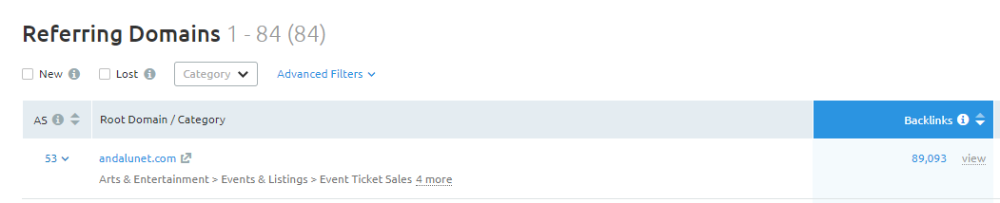 Referring Domains 1 - 84 (84)
New Lost Category Advanced Filters
AS Root Domain / Category Backlinks
53 andalunet.com 89,093 view
Arts & Entertainment > Events & Listings > Event Ticket Sales 4 more